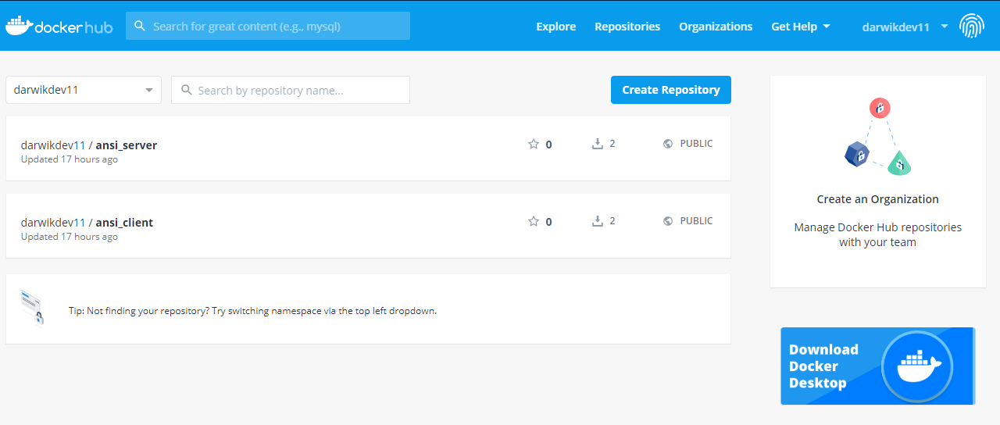 docker hub
Search for great content (e.g., mysql)
Explore
Repositories
Organizations
Get Help
darwikdev11
darwikdev11
Search by repository name...
Create Repository
darwikdev11 / ansi_server
Updated 17 hours ago
0
2
PUBLIC
darwikdev11 / ansi_client
Updated 17 hours ago
0
2
PUBLIC
Tip: Not finding your repository? Try switching namespace via the top left dropdown.
Create an Organization
Manage Docker Hub repositories
with your team
Download
Docker
Desktop